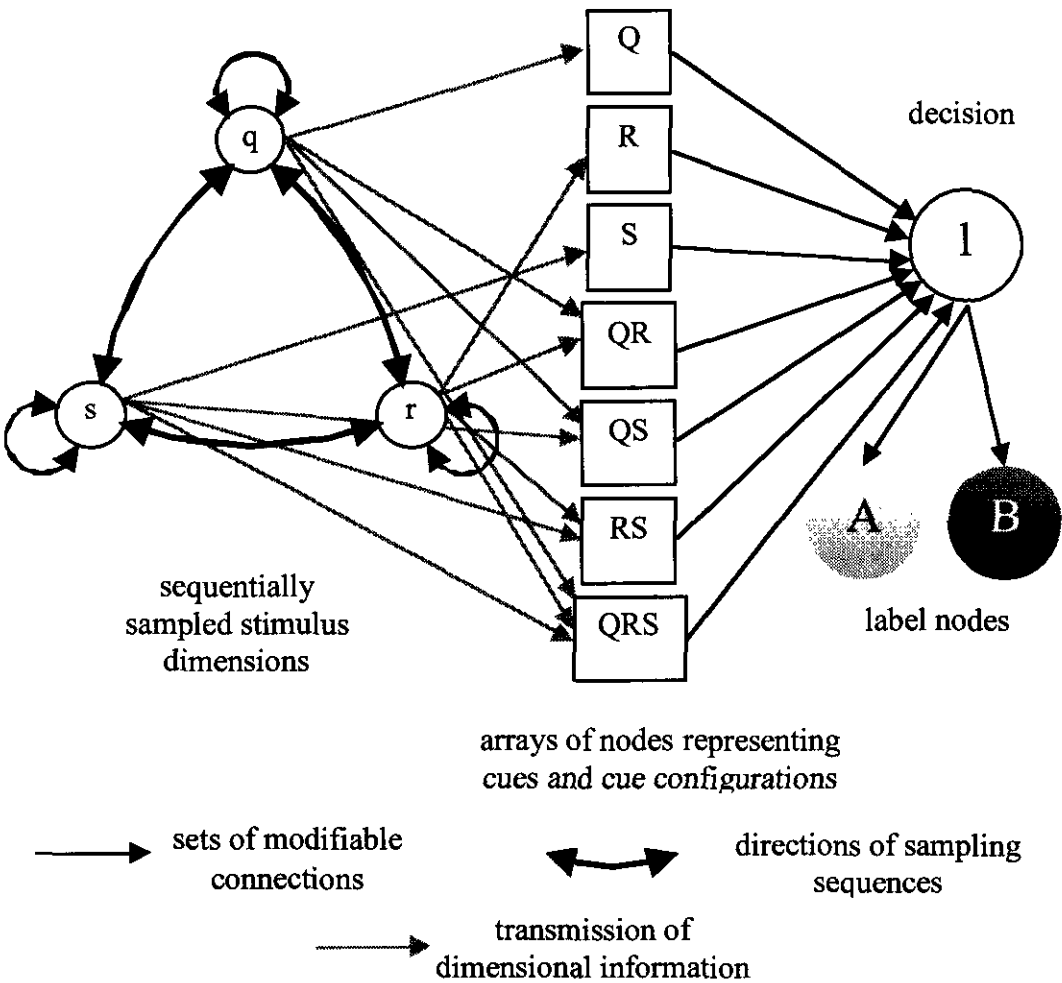 Q
q
decision
R
S
l
QR
s
r
QS
A
B
RS
sequentially
sampled stimulus
dimensions
QRS
label nodes
arrays of nodes representing
cues and cue configurations
sets of modifiable
connections
directions of sampling
sequences
transmission of
dimensional information